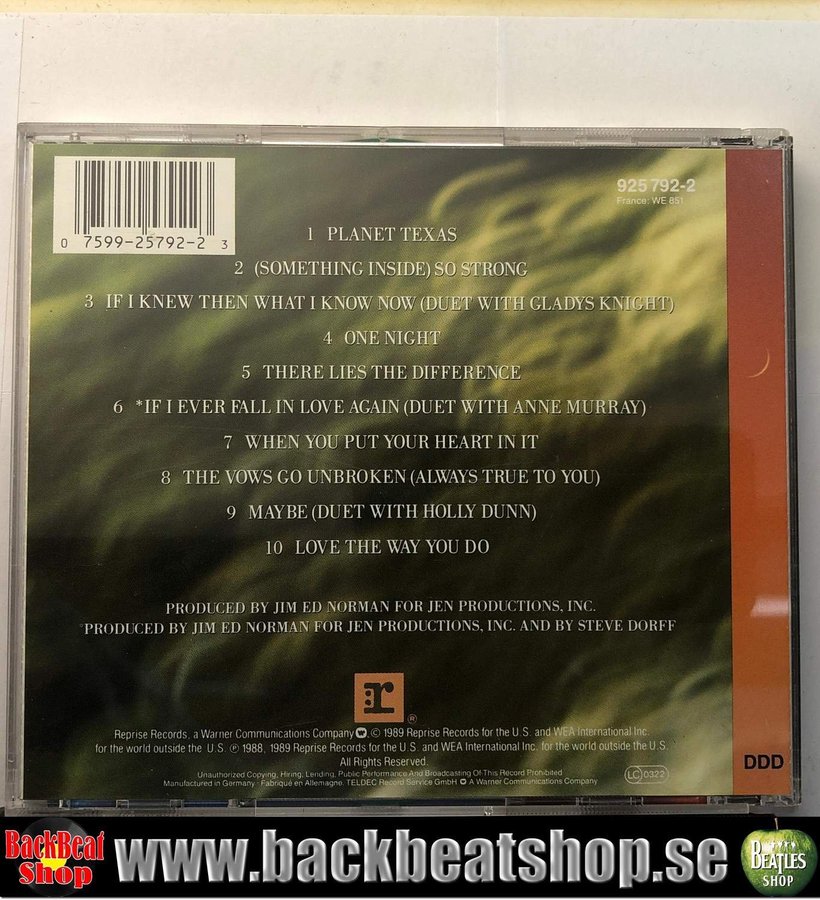 925 792-2
France: WE 851
0 7599-25792-2 3
1 PLANET TEXAS
2 (SOMETHING INSIDE) SO STRONG
3 IF I KNEW THEN WHAT I KNOW NOW (DUET WITH GLADYS KNIGHT)
4 ONE NIGHT
5 THERE LIES THE DIFFERENCE
6 *IF I EVER FALL IN LOVE AGAIN (DUET WITH ANNE MURRAY)
7 WHEN YOU PUT YOUR HEART IN IT
8 THE VOWS GO UNBROKEN (ALWAYS TRUE TO YOU)
9 MAYBE (DUET WITH HOLLY DUNN)
10 LOVE THE WAY YOU DO
PRODUCED BY JIM ED NORMAN FOR JEN PRODUCTIONS, INC.
*PRODUCED BY JIM ED NORMAN FOR JEN PRODUCTIONS, INC. AND BY STEVE DORFF
r ®
Reprise Records, a Warner Communications Company, © 1989 Reprise Records for the U.S. and WEA International Inc.
for the world outside the U.S. ℗ 1988, 1989 Reprise Records for the U.S. and WEA International Inc. for the world outside the U.S.
All Rights Reserved.
Unauthorized Copying, Hiring, Lending, Public Performance And Broadcasting Of This Record Prohibited
Manufactured in Germany · Fabriqué en Allemagne. TELDEC Record Service GmbH A Warner Communications Company
LC 0322
DDD
BackBeat
Shop
www.backbeatshop.se
BEATLES
SHOP